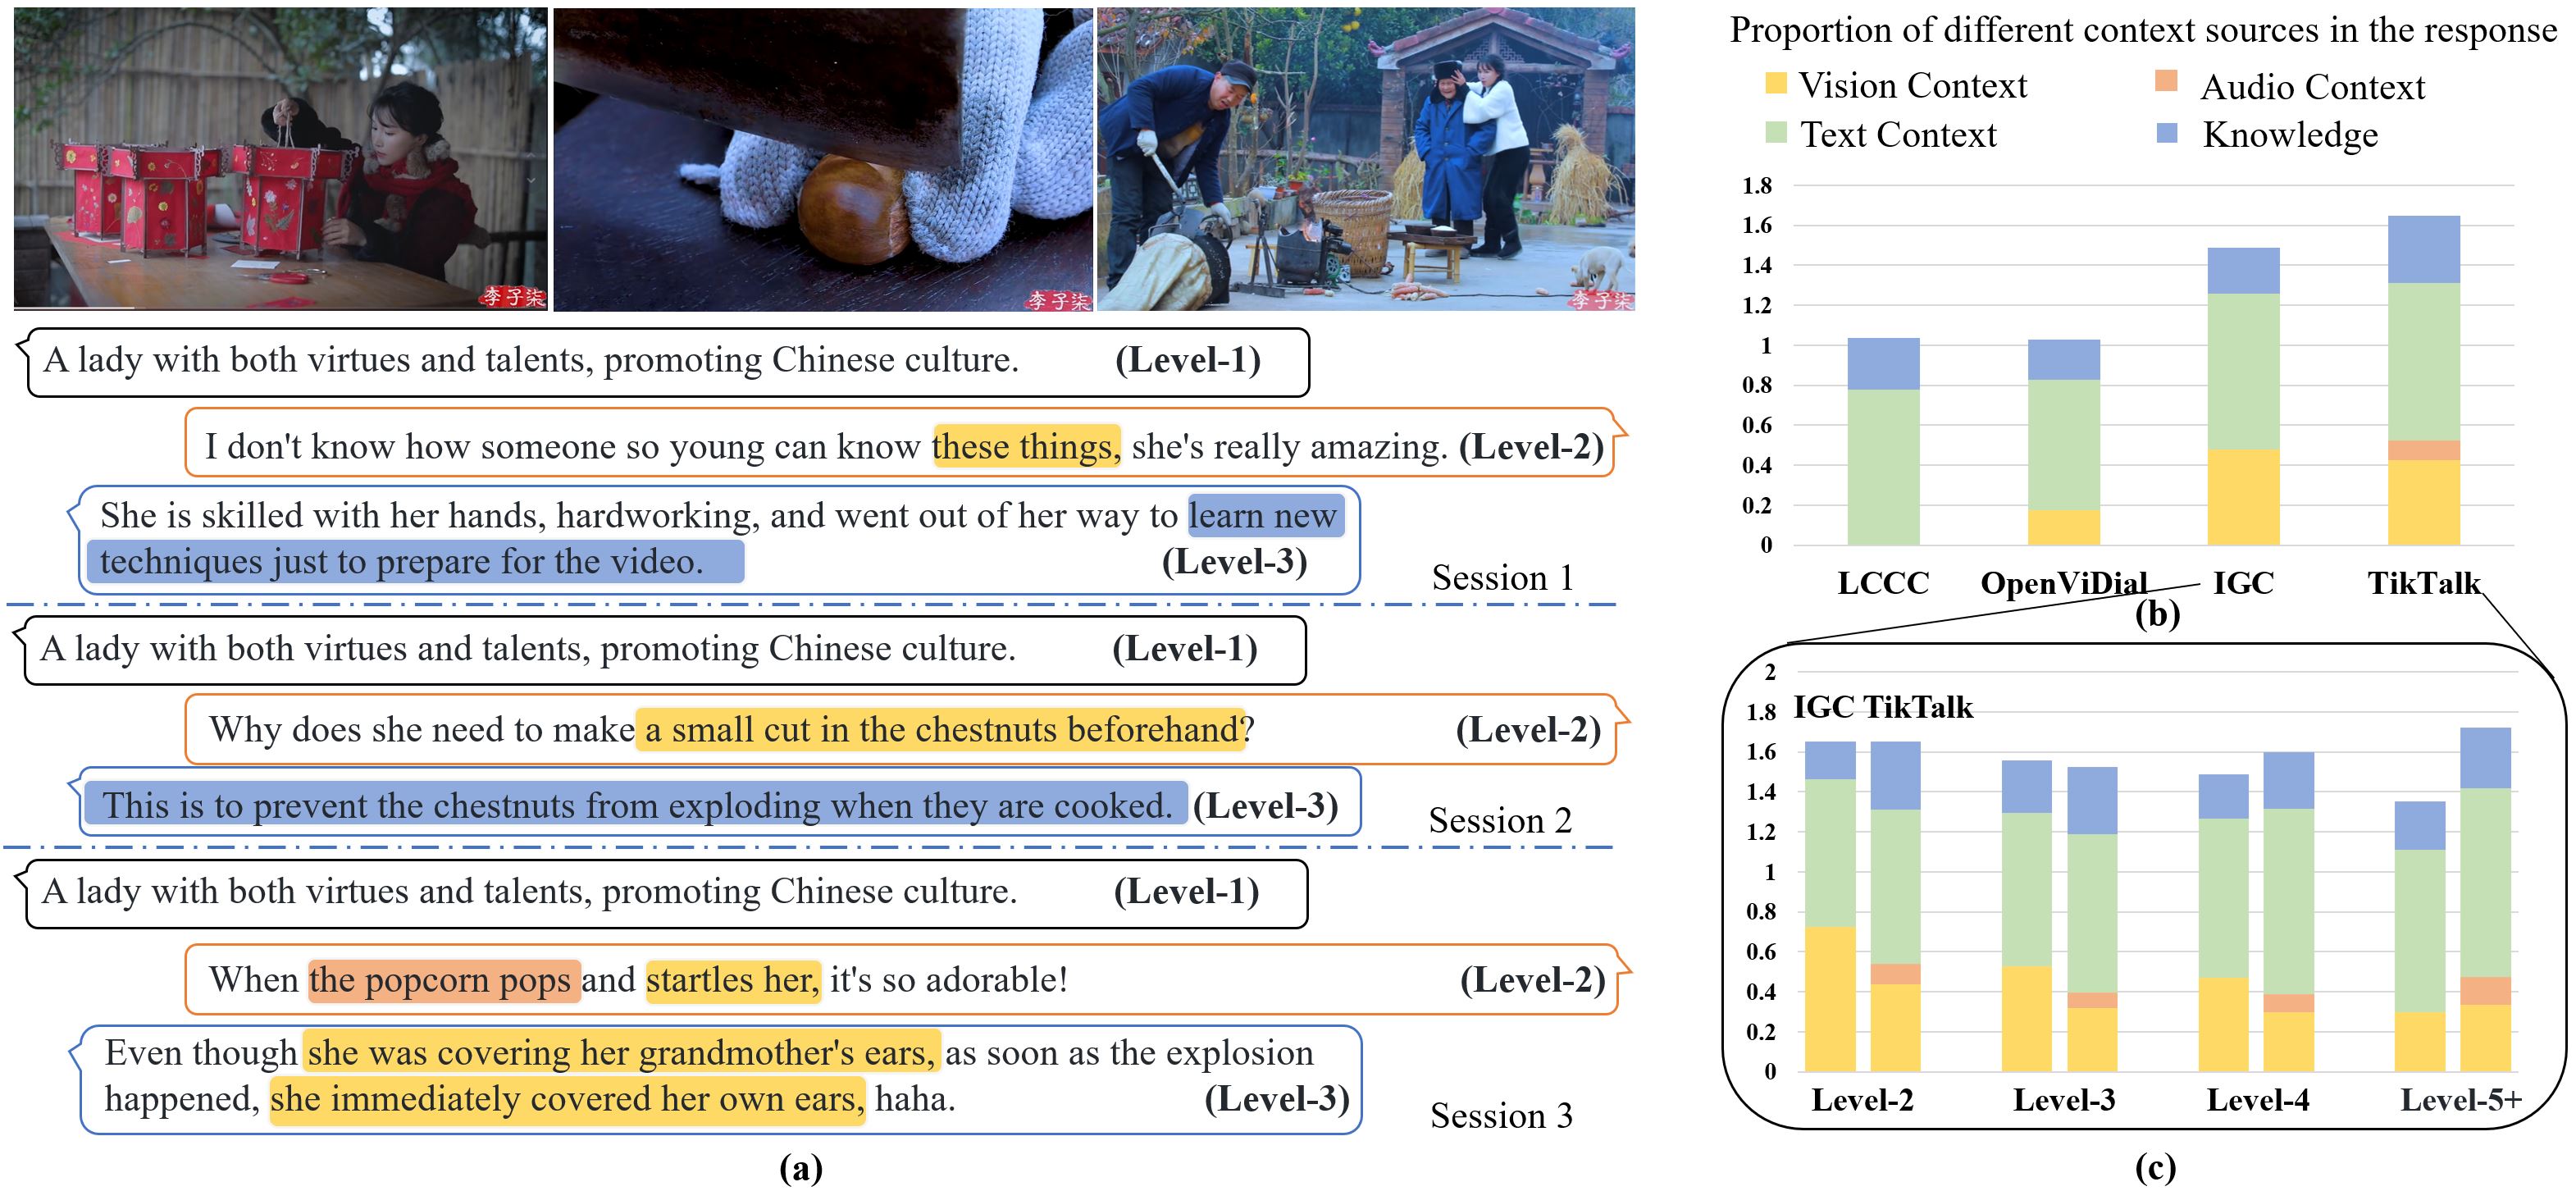 李子柒
李子柒
李子柒
A lady with both virtues and talents, promoting Chinese culture. (Level-1)
I don't know how someone so young can know these things, she's really amazing. (Level-2)
She is skilled with her hands, hardworking, and went out of her way to learn new
techniques just to prepare for the video. (Level-3)
Session 1
A lady with both virtues and talents, promoting Chinese culture. (Level-1)
Why does she need to make a small cut in the chestnuts beforehand? (Level-2)
This is to prevent the chestnuts from exploding when they are cooked. (Level-3)
Session 2
A lady with both virtues and talents, promoting Chinese culture. (Level-1)
When the popcorn pops and startles her, it's so adorable! (Level-2)
Even though she was covering her grandmother's ears, as soon as the explosion
happened, she immediately covered her own ears, haha. (Level-3)
Session 3
(a)
Proportion of different context sources in the response
Vision Context Audio Context
Text Context Knowledge
1.8
1.6
1.4
1.2
1
0.8
0.6
0.4
0.2
0
LCCC OpenViDial IGC TikTalk
(b)
2
1.8
IGC TikTalk
1.6
1.4
1.2
1
0.8
0.6
0.4
0.2
0
Level-2 Level-3 Level-4 Level-5+
(c)